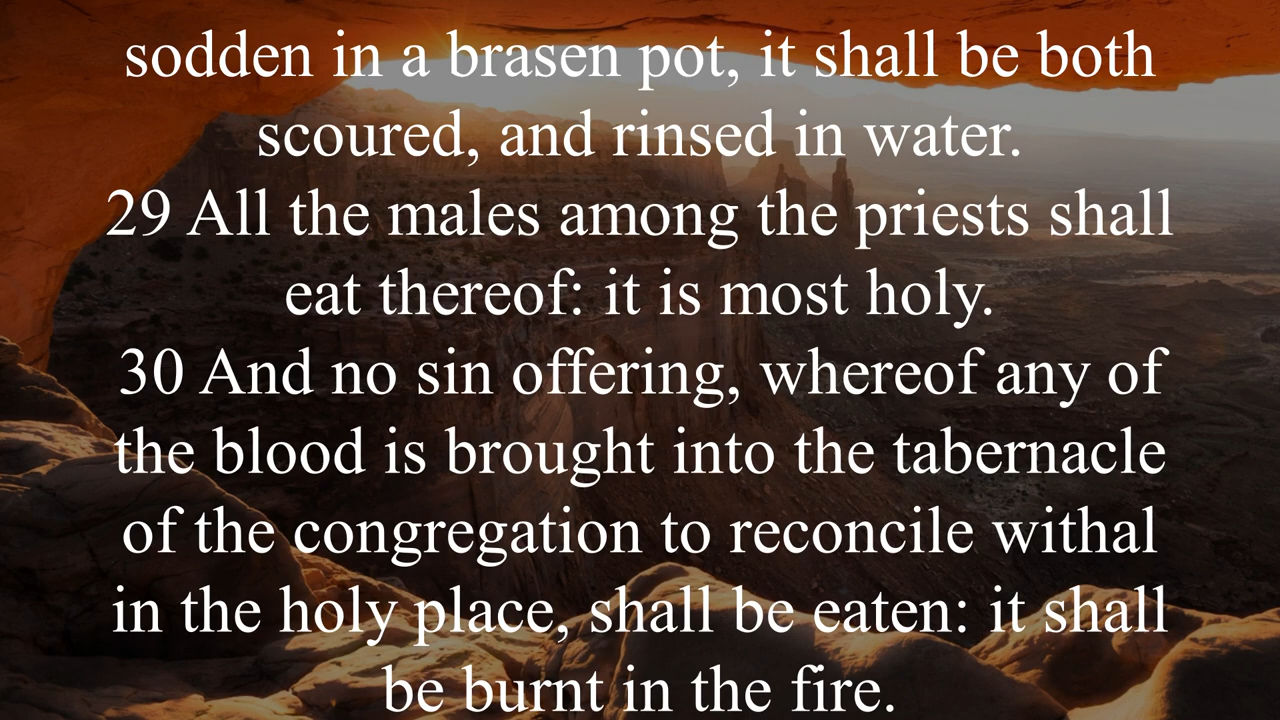 sodden in a brasen pot, it shall be both
scoured, and rinsed in water.
29 All the males among the priests shall
eat thereof: it is most holy.
30 And no sin offering, whereof any of
the blood is brought into the tabernacle
of the congregation to reconcile withal
in the holy place, shall be eaten: it shall
be burnt in the fire.